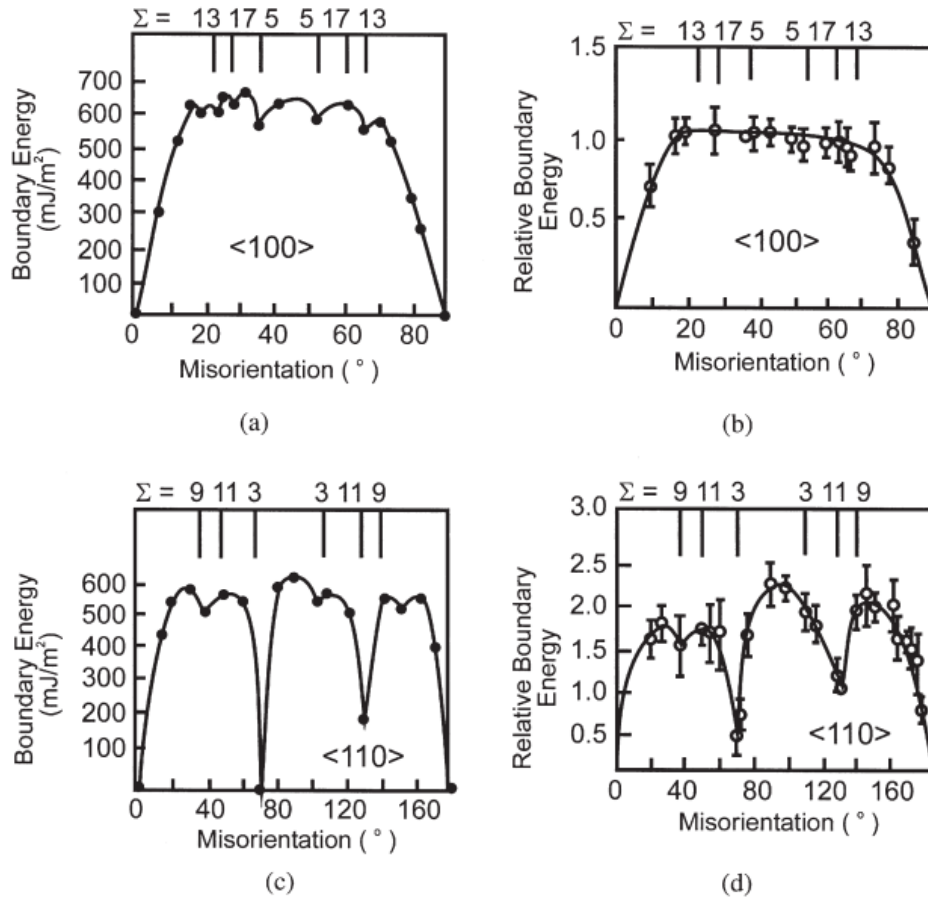 Σ = 13 17 5 5 17 13
Boundary Energy
(mJ/m²)
700
600
500
400
300
200
100
<100>
0 20 40 60 80
Misorientation ( ° )
(a)
Σ = 13 17 5 5 17 13
Relative Boundary
Energy
1.5
1.0
0.5
<100>
0 20 40 60 80
Misorientation ( ° )
(b)
Σ = 9 11 3 3 11 9
Boundary Energy
(mJ/m²)
600
500
400
300
200
100
<110>
0 40 80 120 160
Misorientation ( ° )
(c)
Σ = 9 11 3 3 11 9
Relative Boundary
Energy
3.0
2.5
2.0
1.5
1.0
0.5
<110>
0 40 80 120 160
Misorientation ( ° )
(d)